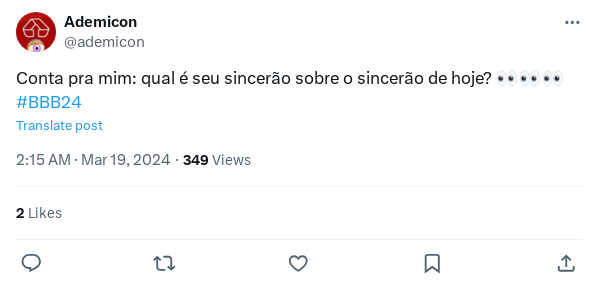 Ademicon
@ademicon
Conta pra mim: qual é seu sincerão sobre o sincerão de hoje? 👀👀👀
#BBB24
Translate post
2:15 AM · Mar 19, 2024 · 349 Views
2 Likes